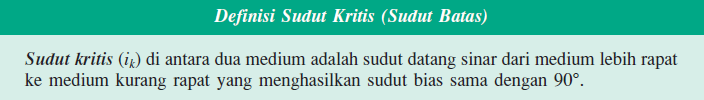 Definisi Sudut Kritis (Sudut Batas)
Sudut kritis (iₖ) di antara dua medium adalah sudut datang sinar dari medium lebih rapat
ke medium kurang rapat yang menghasilkan sudut bias sama dengan 90°.